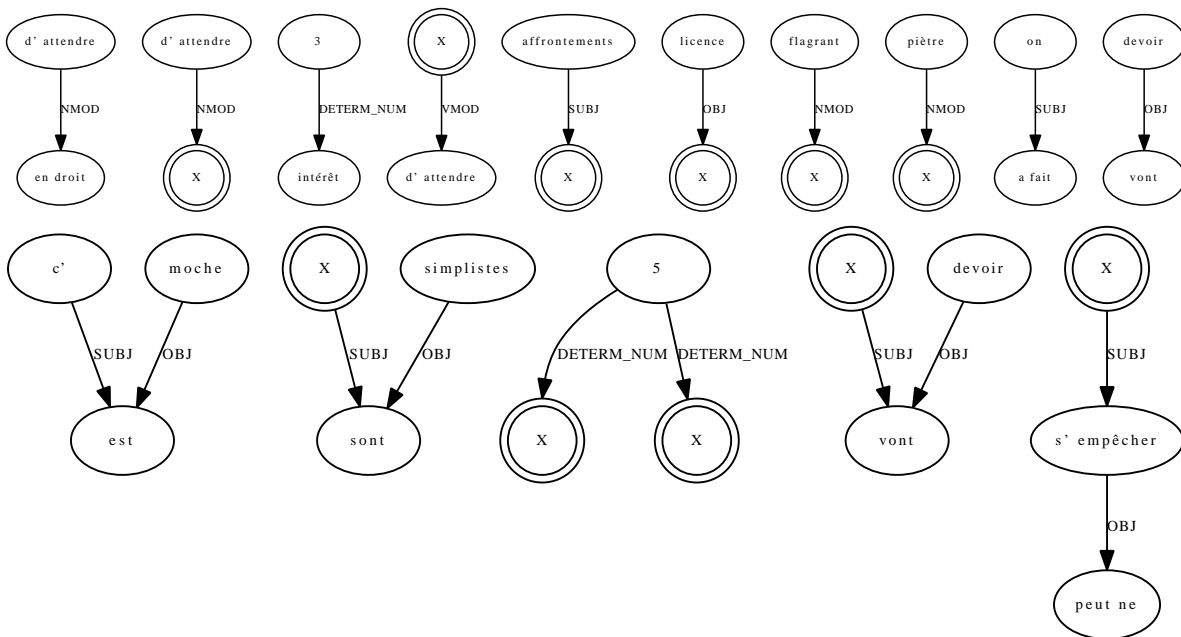 d' attendre d' attendre 3 X affrontements licence flagrant piètre on devoir
NMOD NMOD DETERM_NUM VMOD SUBJ OBJ NMOD NMOD SUBJ OBJ
en droit X intérêt d' attendre X X X X a fait vont
c' moche X simplistes 5 X devoir X
SUBJ OBJ SUBJ OBJ DETERM_NUM DETERM_NUM SUBJ OBJ SUBJ
est sont X X vont s' empêcher
OBJ
peut ne